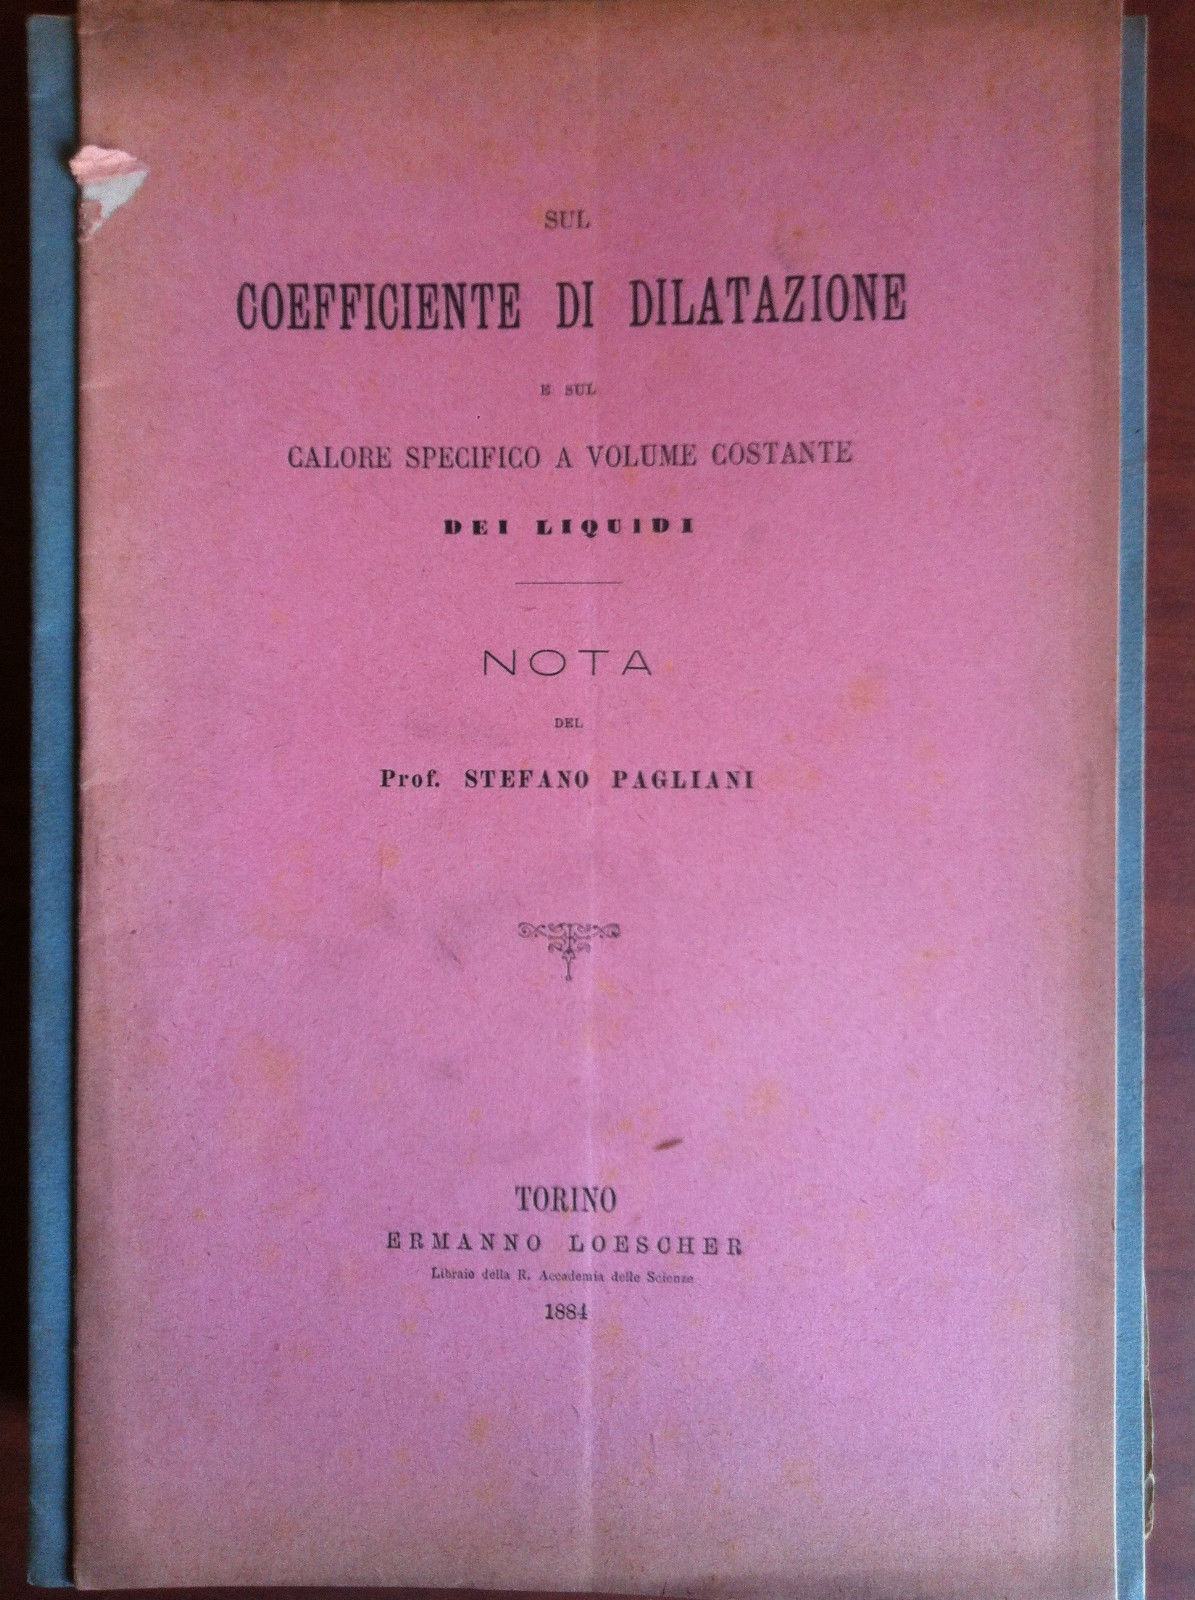 SUL
COEFFICIENTE DI DILATAZIONE
E SUL
CALORE SPECIFICO A VOLUME COSTANTE
DEI LIQUIDI
NOTA
DEL
Prof. STEFANO PAGLIANI
TORINO
ERMANNO LOESCHER
Libraio della R. Accademia delle Scienze
1884